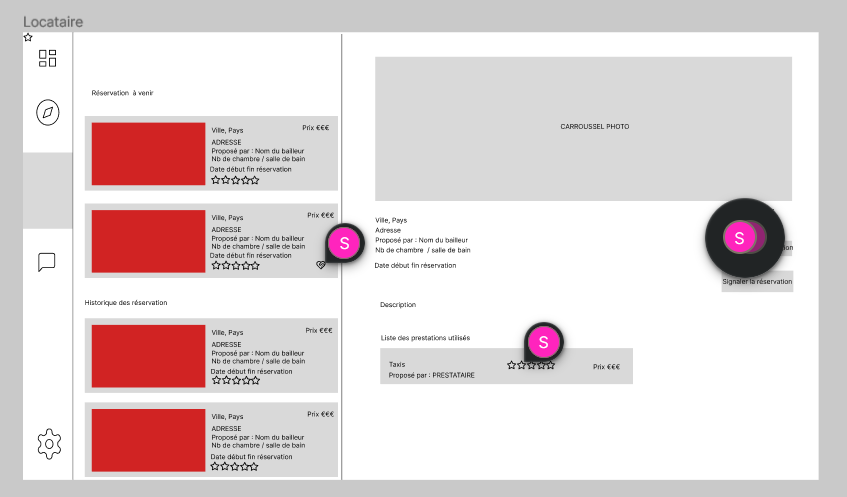 Locataire
Réservation à venir
Ville, Pays
Prix €€€
ADRESSE
Proposé par : Nom du bailleur
Nb de chambre / salle de bain
Date début fin réservation
Ville, Pays
Prix €€€
ADRESSE
Proposé par : Nom du bailleur
Nb de chambre / salle de bain
Date début fin réservation
S
Historique des réservation
Ville, Pays
Prix €€€
ADRESSE
Proposé par : Nom du bailleur
Nb de chambre / salle de bain
Date début fin réservation
Ville, Pays
Prix €€€
ADRESSE
Proposé par : Nom du bailleur
Nb de chambre / salle de bain
Date début fin réservation
CARROUSSEL PHOTO
Ville, Pays
Adresse
Proposé par : Nom du bailleur
Nb de chambre / salle de bain
Date début fin réservation
S
Signaler la réservation
Description
Liste des prestations utilisés
S
Taxis
Proposé par : PRESTATAIRE
Prix €€€